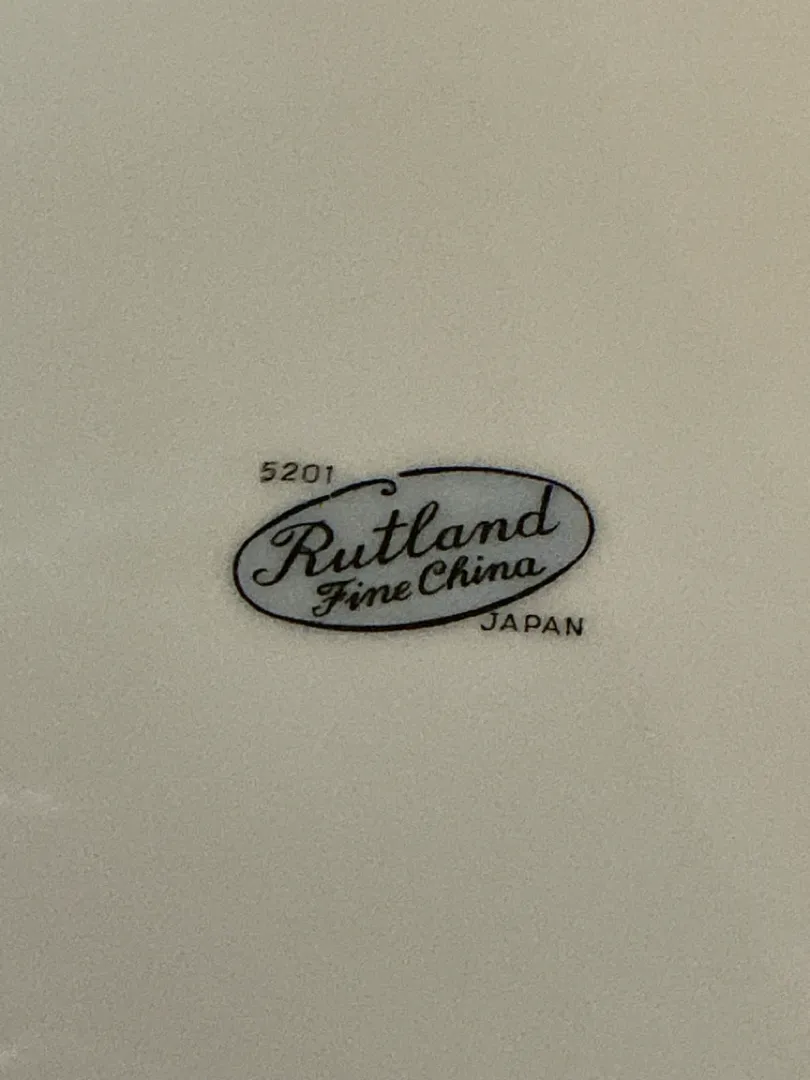 5201
Rutland
Fine China
JAPAN